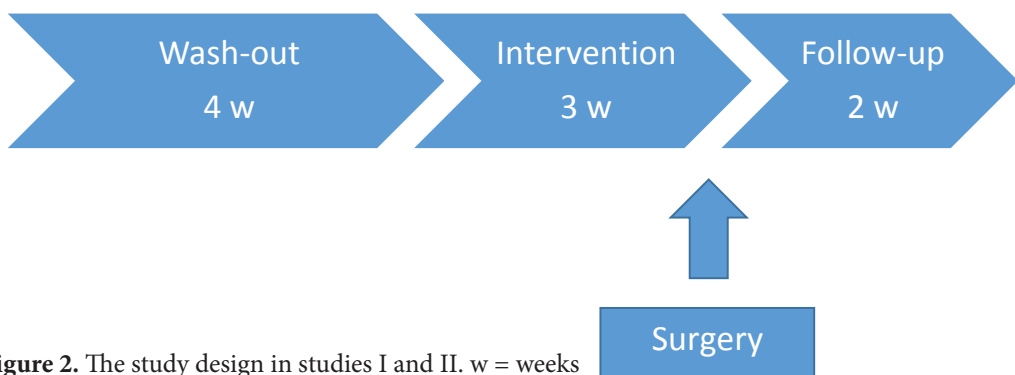 Wash-out
4 w
Intervention
3 w
Follow-up
2 w
Surgery
igure 2. The study design in studies I and II. w = weeks